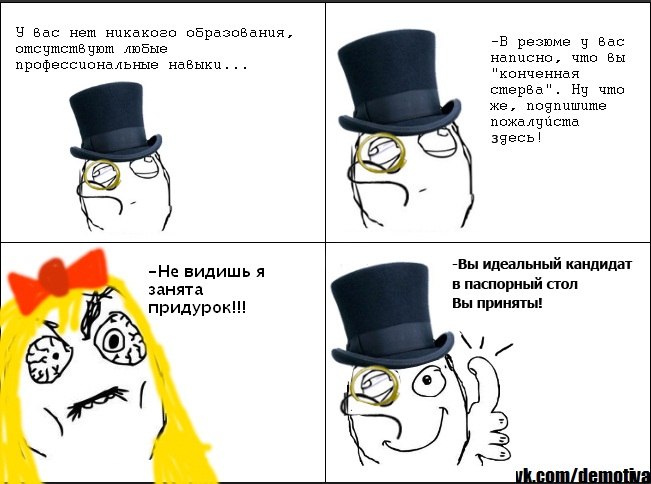 У вас нет никакого образования,
отсутствуют любые
профессиональные навыки...
-В резюме у вас
написно, что вы
"конченная
стерва". Ну что
же, подпишите
пожалуйста
здесь!
-Не видишь я
занята
придурок!!!
-Вы идеальный кандидат
в паспорный стол
Вы приняты!
vk.com/demotiva